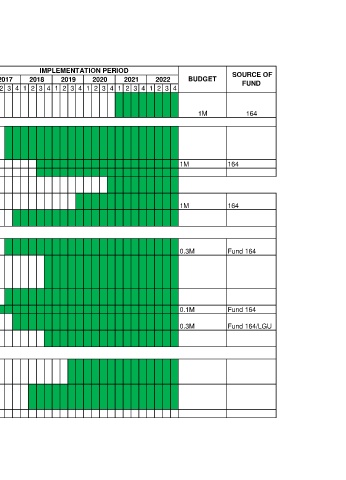 IMPLEMENTATION PERIOD BUDGET SOURCE OF FUND
2017 2018 2019 2020 2021 2022
2 3 4 1 2 3 4 1 2 3 4 1 2 3 4 1 2 3 4 1 2 3 4
1M 164
1M 164
1M 164
0.3M Fund 164
0.1M Fund 164
0.3M Fund 164/LGU